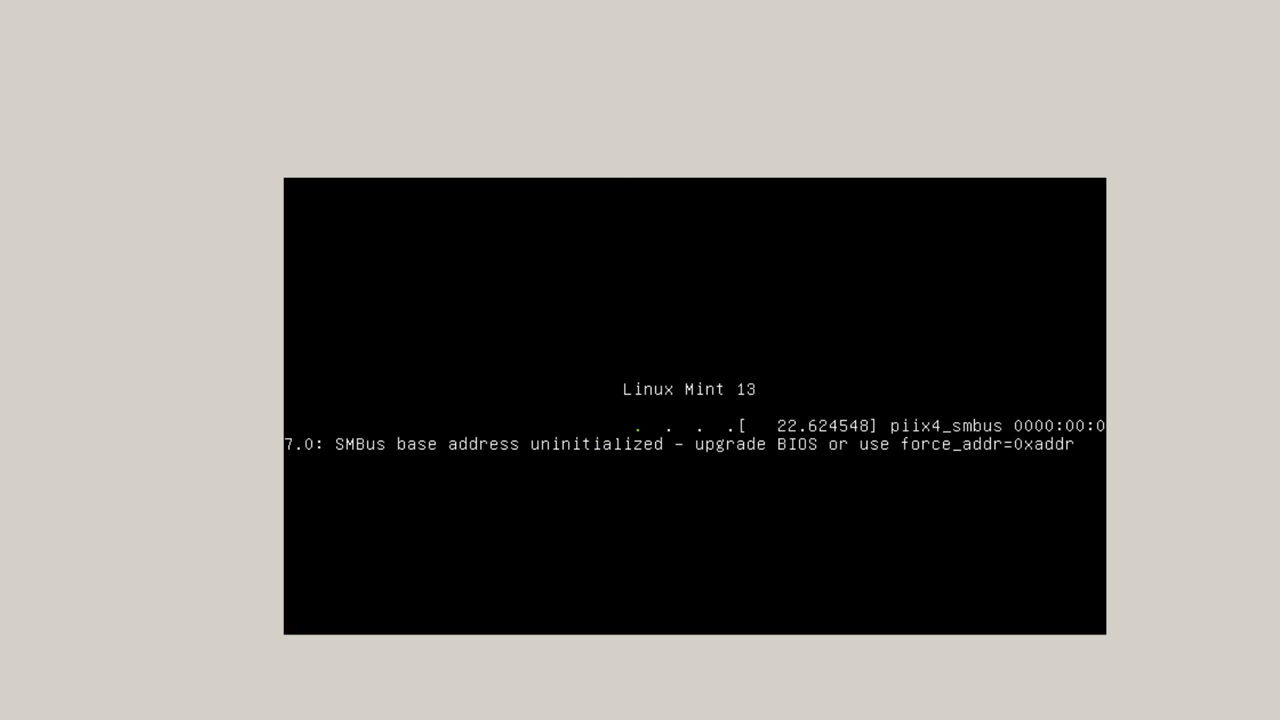 Linux Mint 13
. . . .[   22.624548] piix4_smbus 0000:00:0
7.0: SMBus base address uninitialized - upgrade BIOS or use force_addr=0xaddr